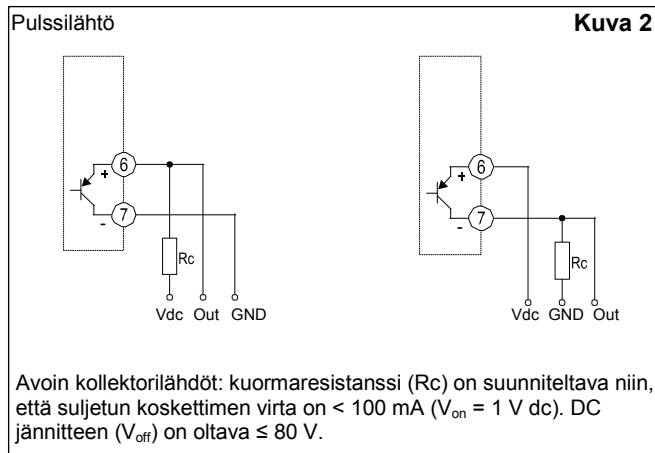 Pulssilähtö
Kuva 2
+
6
-
7
Rc
Vdc Out GND
+
6
-
7
Rc
Vdc GND Out
Avoin kollektorilähdöt: kuormaresistanssi (Rc) on suunniteltava niin,
että suljetun koskettimen virta on < 100 mA (Von = 1 V dc). DC
jännitteen (Voff) on oltava ≤ 80 V.